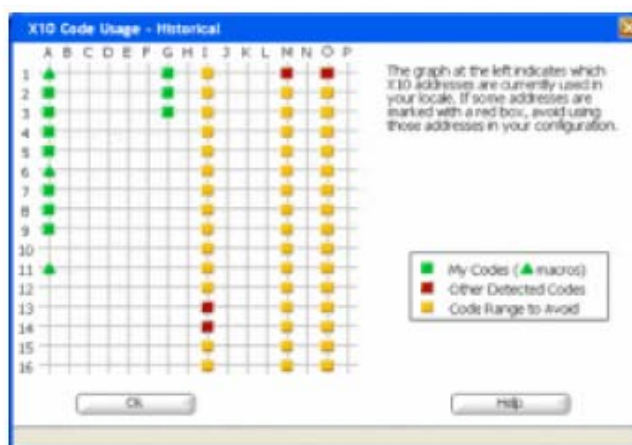 X10 Code Usage - Historical
A B C D E F G H I J K L M N O P
1
2
3
4
5
6
7
8
9
10
11
12
13
14
15
16
The graph at the left indicates which
X10 addresses are currently used in
your locale. If some addresses are
marked with a red box, avoid using
those addresses in your configuration.
My Codes (▲macros)
Other Detected Codes
Code Range to Avoid
Ok
Help